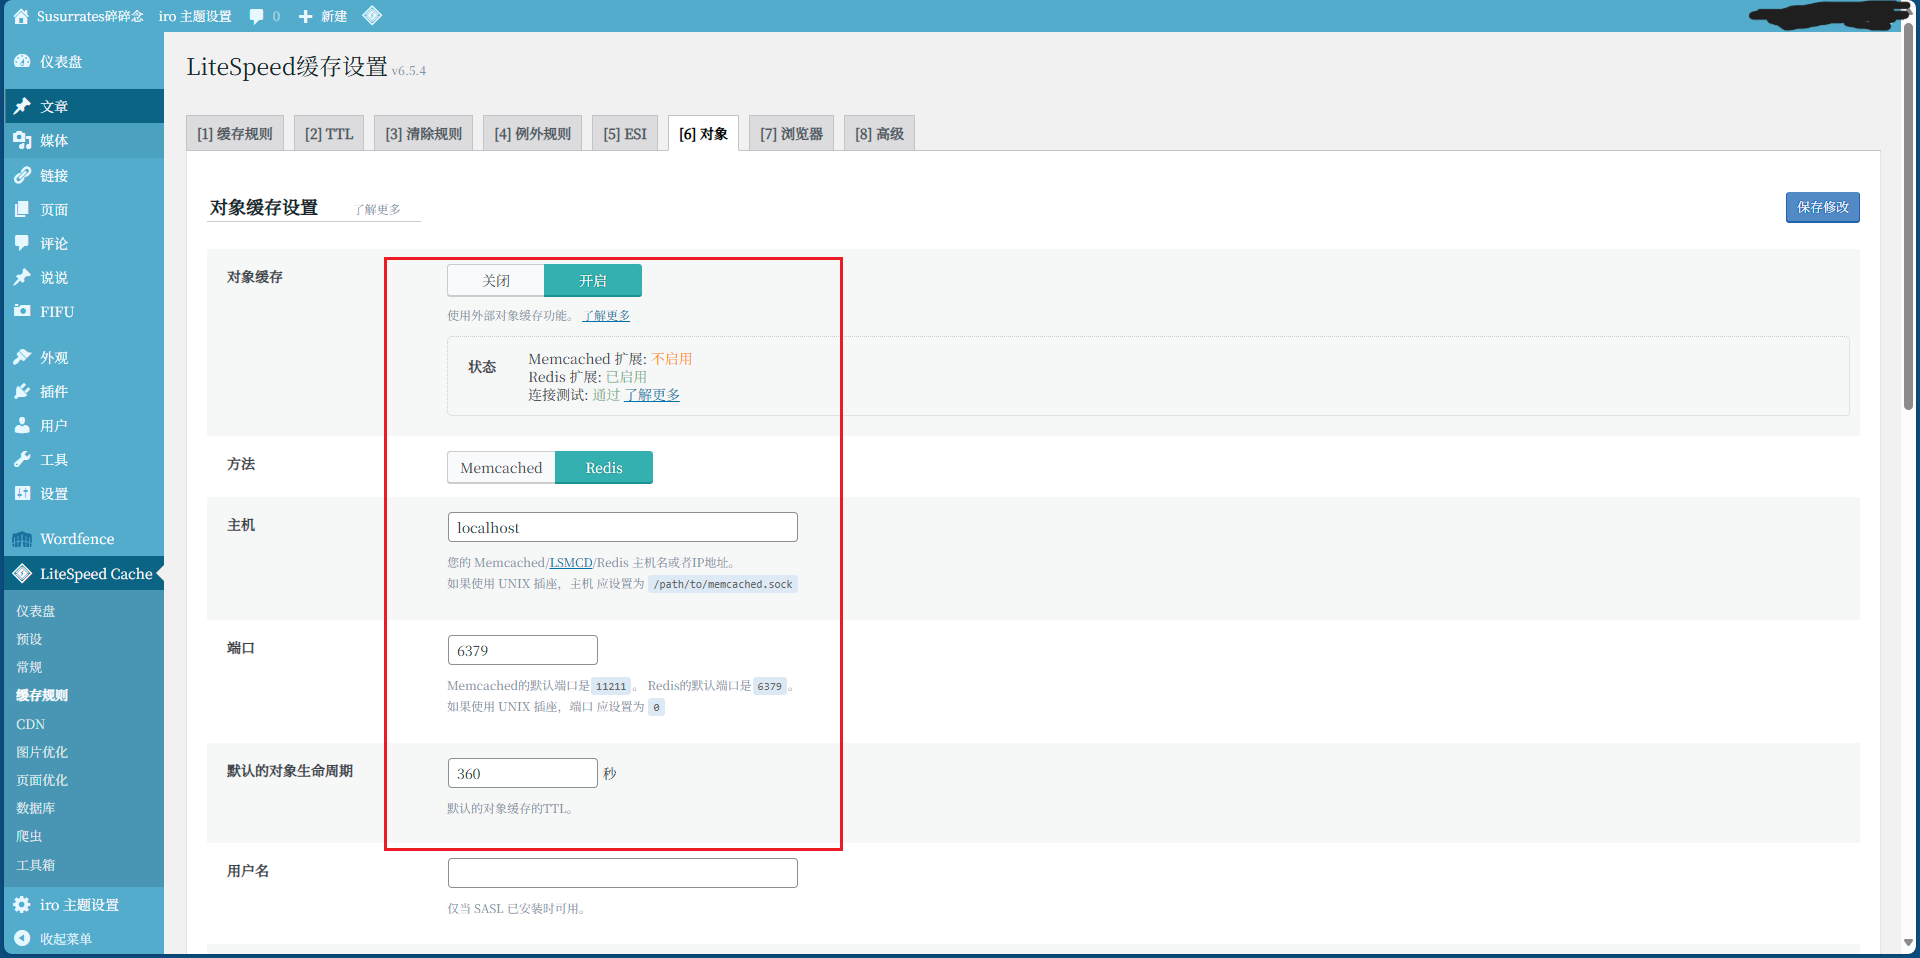 Susurrates碎碎念 iro 主题设置 0 新建
仪表盘
文章
媒体
链接
页面
评论
说说
FIFU
外观
插件
用户
工具
设置
Wordfence
LiteSpeed Cache
仪表盘
预设
常规
缓存规则
CDN
图片优化
页面优化
数据库
爬虫
工具箱
iro 主题设置
收起菜单
LiteSpeed缓存设置 v6.5.4
[1] 缓存规则 [2] TTL [3] 清除规则 [4] 例外规则 [5] ESI [6] 对象 [7] 浏览器 [8] 高级
对象缓存设置 了解更多
保存修改
对象缓存
关闭 开启
使用外部对象缓存功能。 了解更多
状态
Memcached 扩展: 不启用
Redis 扩展: 已启用
连接测试: 通过 了解更多
方法
Memcached Redis
主机
localhost
您的 Memcached/LSMCD/Redis 主机名或者IP地址。
如果使用 UNIX 插座，主机 应设置为 /path/to/memcached.sock
端口
6379
Memcached的默认端口是 11211 。 Redis的默认端口是 6379 。
如果使用 UNIX 插座，端口 应设置为 0
默认的对象生命周期
360 秒
默认的对象缓存的TTL。
用户名
仅当 SASL 已安装时可用。